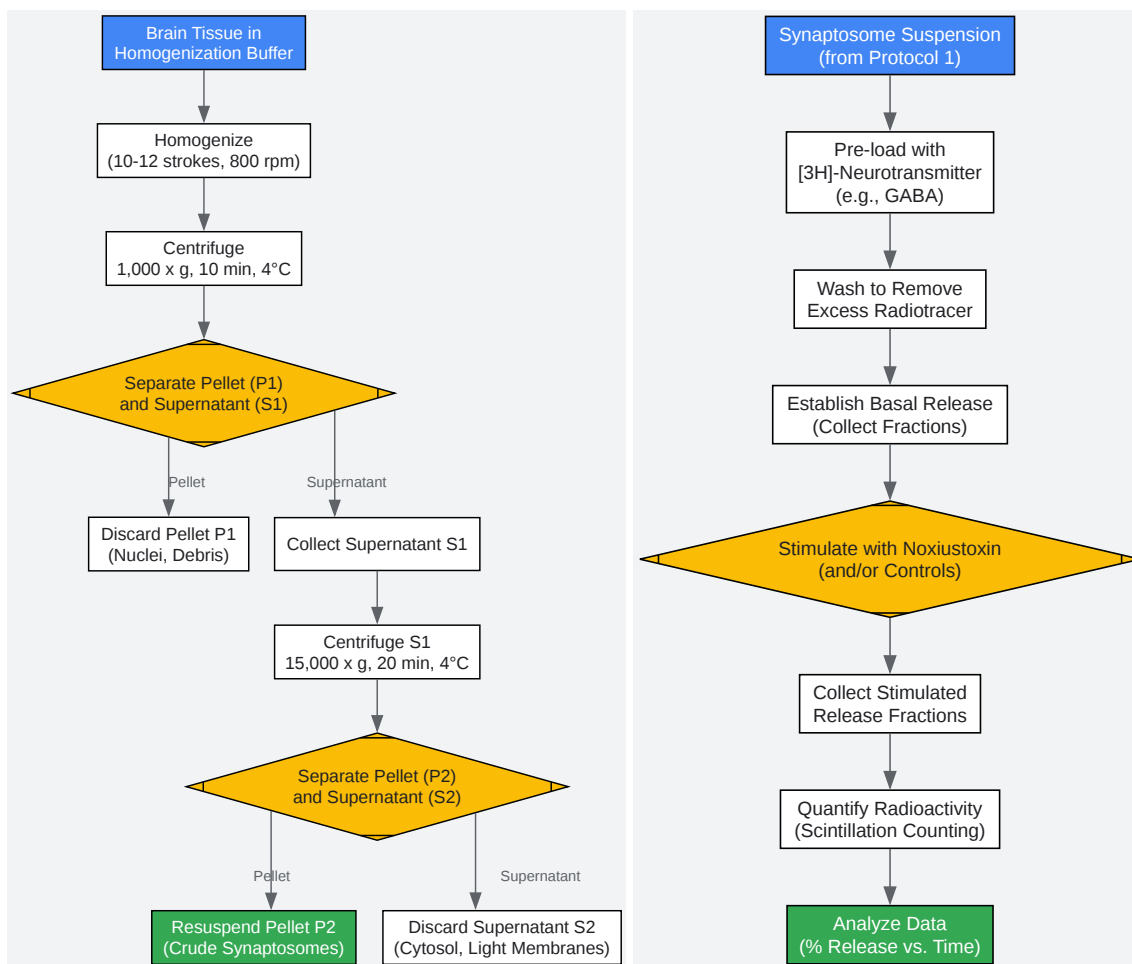 Brain Tissue in
Homogenization Buffer
Homogenize
(10-12 strokes, 800 rpm)
Centrifuge
1,000 x g, 10 min, 4°C
Separate Pellet (P1)
and Supernatant (S1)
Pellet
Supernatant
Discard Pellet P1
(Nuclei, Debris)
Collect Supernatant S1
Centrifuge S1
15,000 x g, 20 min, 4°C
Separate Pellet (P2)
and Supernatant (S2)
Pellet
Supernatant
Resuspend Pellet P2
(Crude Synaptosomes)
Discard Supernatant S2
(Cytosol, Light Membranes)
Synaptosome Suspension
(from Protocol 1)
Pre-load with
[3H]-Neurotransmitter
(e.g., GABA)
Wash to Remove
Excess Radiotracer
Establish Basal Release
(Collect Fractions)
Stimulate with Noxiustoxin
(and/or Controls)
Collect Stimulated
Release Fractions
Quantify Radioactivity
(Scintillation Counting)
Analyze Data
(% Release vs. Time)